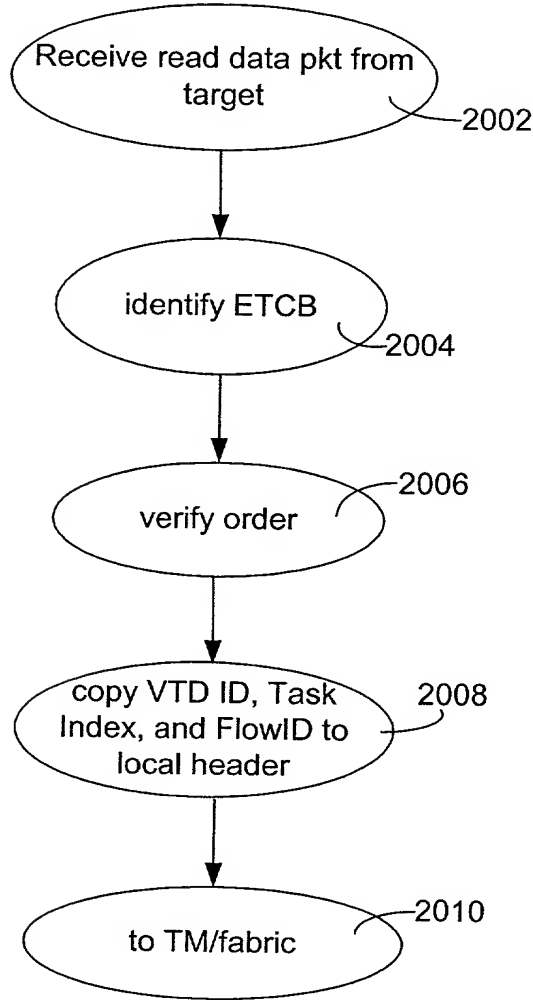 Receive read data pkt from
target
2002
identify ETCB
2004
2006
verify order
copy VTD ID, Task
Index, and FlowID to
local header
2008
2010
to TM/fabric